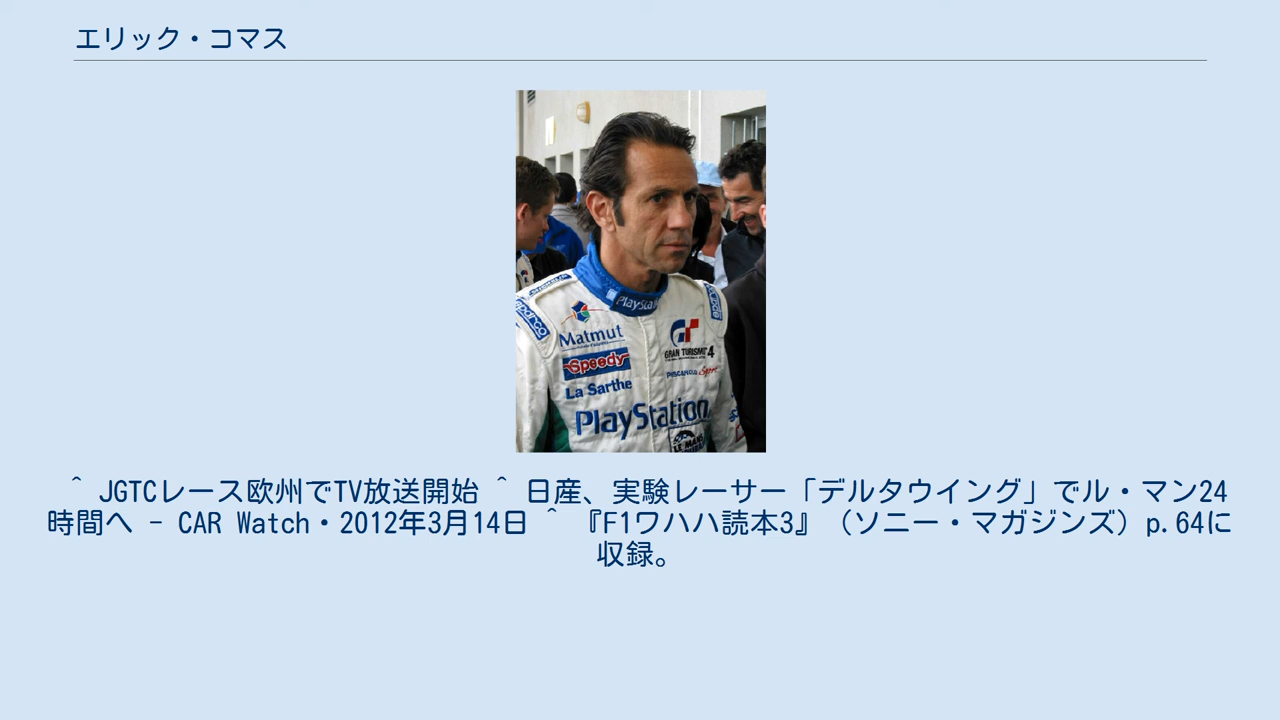 エリック・コマス
PlayStati
sparco
Matmut
Speedy
La Sarthe
GRAN TURISMO 4
PlayStation
LE MANS
^ JGTCレース欧州でTV放送開始 ^ 日産、実験レーサー「デルタウイング」でル・マン24
時間へ - CAR Watch・2012年3月14日 ^ 『F1ワハハ読本3』（ソニー・マガジンズ）p.64に
収録。